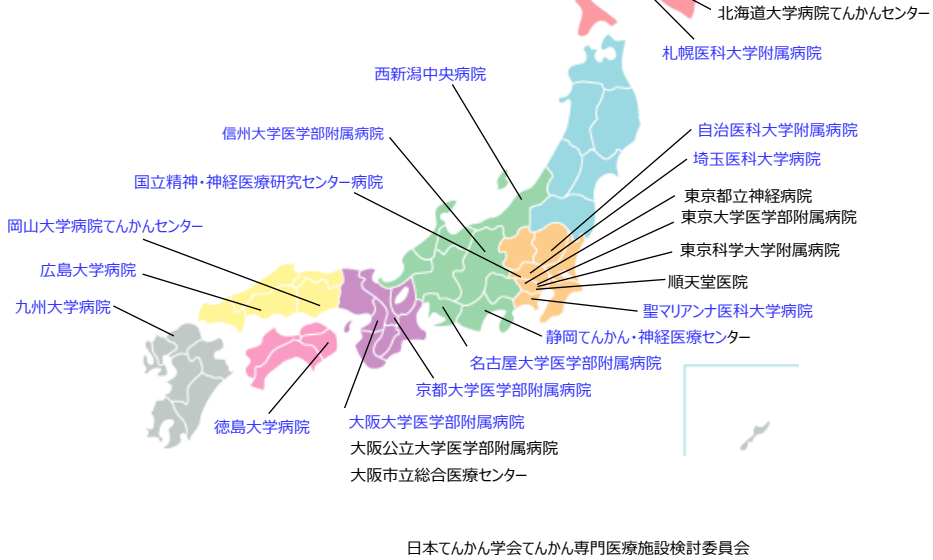 北海道大学病院てんかんセンター
札幌医科大学附属病院
西新潟中央病院
信州大学医学部附属病院
自治医科大学附属病院
埼玉医科大学病院
国立精神・神経医療研究センター病院
東京都立神経病院
東京大学医学部附属病院
岡山大学病院てんかんセンター
東京科学大学附属病院
広島大学病院
順天堂医院
九州大学病院
聖マリアンナ医科大学病院
静岡てんかん・神経医療センター
名古屋大学医学部附属病院
京都大学医学部附属病院
徳島大学病院
大阪大学医学部附属病院
大阪公立大学医学部附属病院
大阪市立総合医療センター
日本てんかん学会てんかん専門医療施設検討委員会